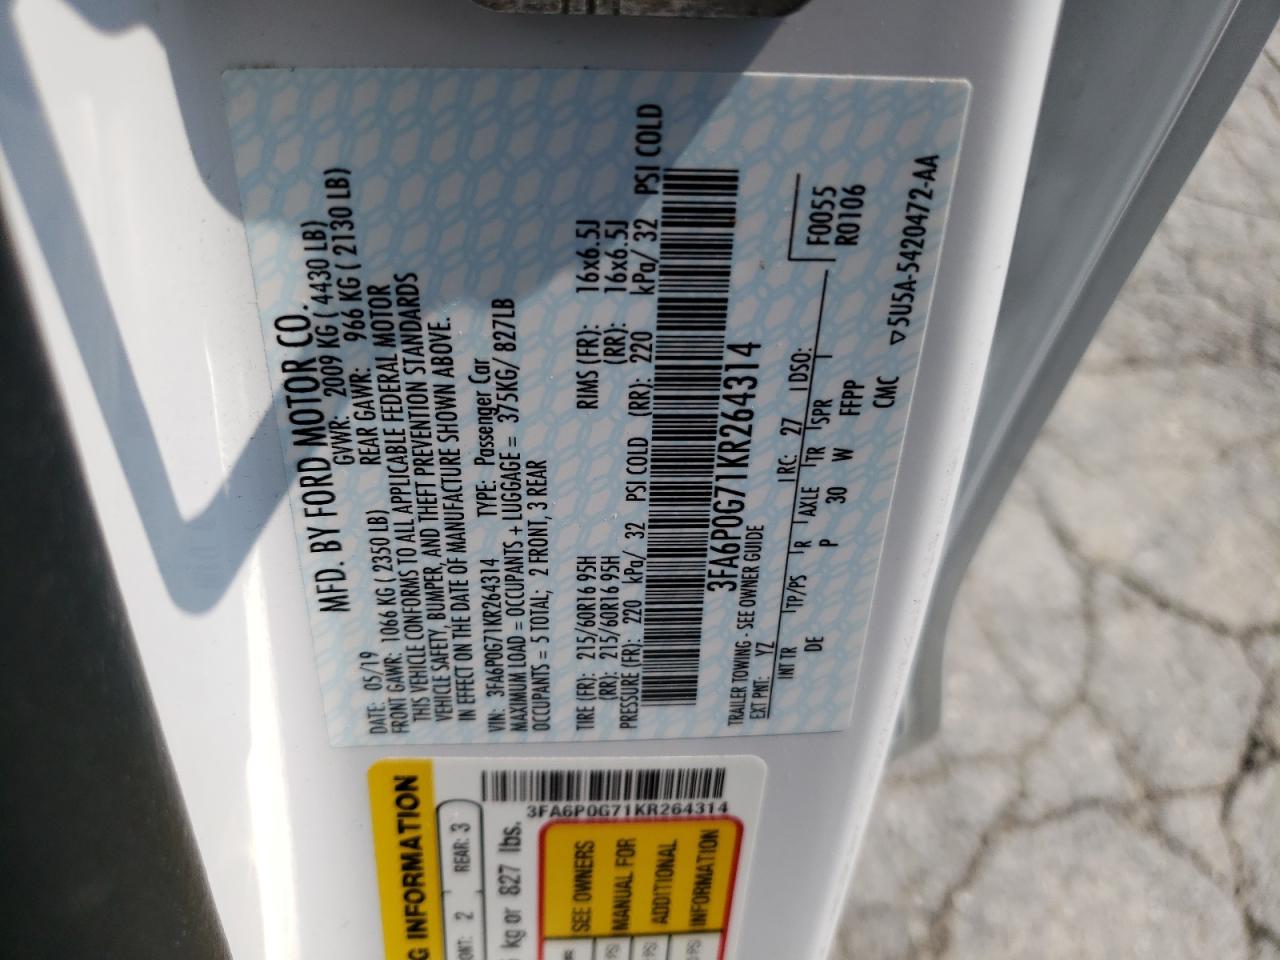 MFD. BY FORD MOTOR CO.
DATE: 05/19 GVWR: 2009 KG ( 4430 LB)
FRONT GAWR: 1066 KG ( 2350 LB) REAR GAWR: 966 KG ( 2130 LB)
THIS VEHICLE CONFORMS TO ALL APPLICABLE FEDERAL MOTOR
VEHICLE SAFETY, BUMPER, AND THEFT PREVENTION STANDARDS
IN EFFECT ON THE DATE OF MANUFACTURE SHOWN ABOVE.
VIN: 3FA6P0G71KR264314 TYPE: Passenger Car
MAXIMUM LOAD = OCCUPANTS + LUGGAGE = 375KG/ 827LB
OCCUPANTS = 5 TOTAL; 2 FRONT, 3 REAR
TIRE (FR): 215/60R16 95H RIMS (FR): 16x6.5J
(RR): 215/60R16 95H (RR): 16x6.5J
PRESSURE (FR): 220 kPa/ 32 PSI COLD (RR): 220 kPa/ 32 PSI COLD
3FA6P0G71KR264314
TRAILER TOWING - SEE OWNER GUIDE
EXT PNT: YZ RC: 27 DSO:
F0055
R0106
INT TR TP/PS R AXLE TR SPR
DE P 30 W FFPP
CMC ▽5U5A-5420472-AA
G INFORMATION
ONT: 2 REAR: 3
kg or 827 lbs.
3FA6P0G71KR264314
SEE OWNERS
MANUAL FOR
ADDITIONAL
INFORMATION
PSI
PSI
PSI